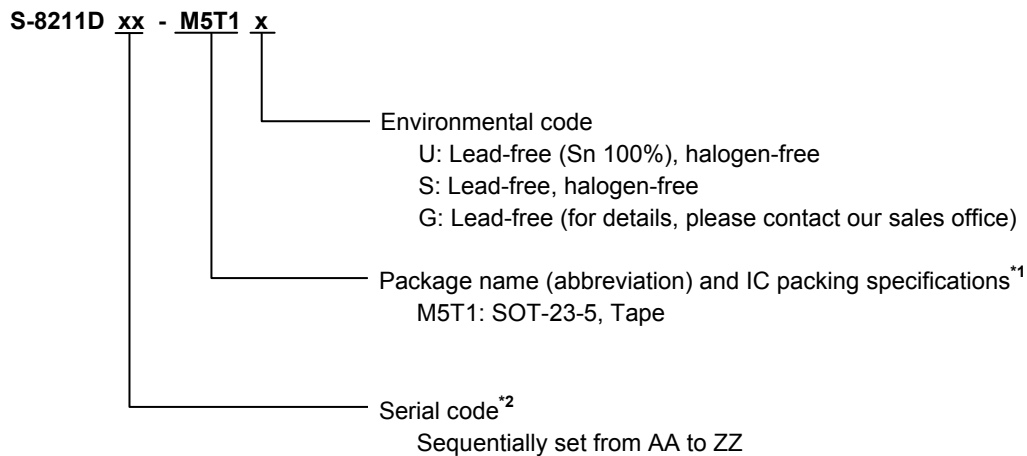 S-8211D xx - M5T1 x
Environmental code
U: Lead-free (Sn 100%), halogen-free
S: Lead-free, halogen-free
G: Lead-free (for details, please contact our sales office)
Package name (abbreviation) and IC packing specifications*1
M5T1: SOT-23-5, Tape
Serial code*2
Sequentially set from AA to ZZ